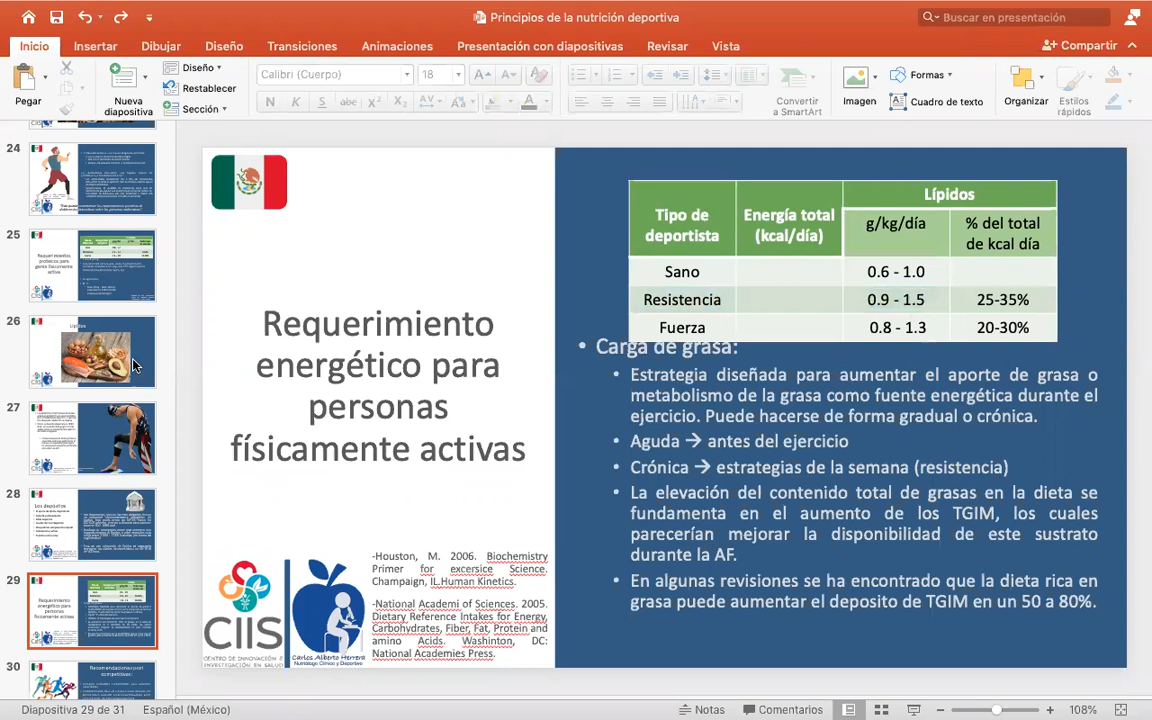 Principios de la nutrición deportiva
Buscar en presentación
Inicio Insertar Dibujar Diseño Transiciones Animaciones Presentación con diapositivas Revisar Vista
Compartir
Pegar
Nueva diapositiva
Diseño
Restablecer
Sección
Calibri (Cuerpo) 18
N K S abc X² X₂ AV Aa A
Convertir a SmartArt
Imagen
Formas
Cuadro de texto
Organizar
Estilos rápidos
24
25
26
Lípidos
27
28
29
30
Requerimiento
energético para
personas
físicamente activas
-Houston, M. 2006. Biochemistry
Primer for excersice Science.
Champaign, IL.Human Kinetics.
-National Academi of Sciences. 2005.
Dietary Reference Intakes for Energy,
Carbohydrates, Fiber, Fat, Protein and
amino Acids. Washinton, DC:
National Academies Press.
CIIS
CENTRO DE INNOVACIÓN E
INVESTIGACIÓN EN SALUD
Carlos Alberto Herrera
Nutriólogo Clínico y Deportivo
Tipo de deportista Energía total (kcal/día) Lípidos
g/kg/día % del total de kcal día
Sano 0.6 - 1.0
Resistencia 0.9 - 1.5 25-35%
Fuerza 0.8 - 1.3 20-30%
• Carga de grasa:
• Estrategia diseñada para aumentar el aporte de grasa o
metabolismo de la grasa como fuente energética durante el
ejercicio. Puede hacerse de forma gradual o crónica.
• Aguda → antes del ejercicio
• Crónica → estrategias de la semana (resistencia)
• La elevación del contenido total de grasas en la dieta se
fundamenta en el aumento de los TGIM, los cuales
parecerían mejorar la disponibilidad de este sustrato
durante la AF.
• En algunas revisiones se ha encontrado que la dieta rica en
grasa puede aumenta el deposito de TGIM en un 50 a 80%.
Diapositiva 29 de 31 Español (México)
Notas Comentarios 108%